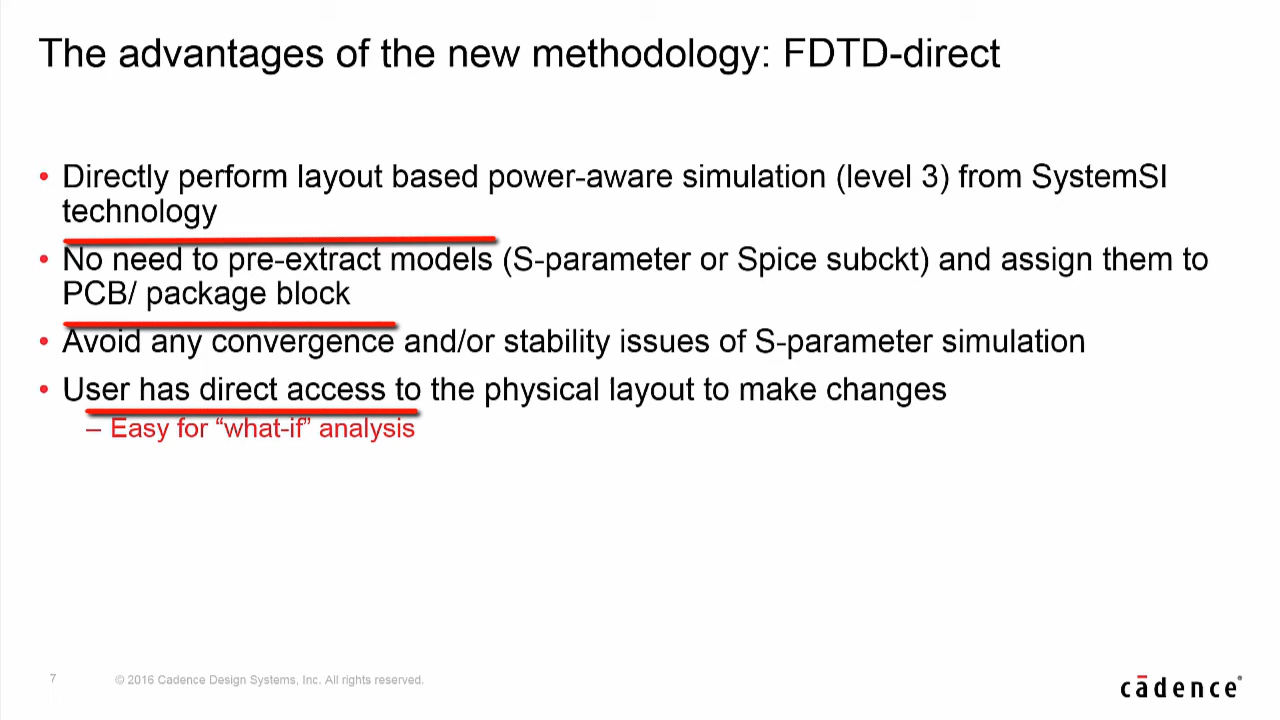 The advantages of the new methodology: FDTD-direct
• Directly perform layout based power-aware simulation (level 3) from SystemSI
technology
• No need to pre-extract models (S-parameter or Spice subckt) and assign them to
PCB/ package block
• Avoid any convergence and/or stability issues of S-parameter simulation
• User has direct access to the physical layout to make changes
– Easy for “what-if” analysis
7
© 2016 Cadence Design Systems, Inc. All rights reserved.
cādence®